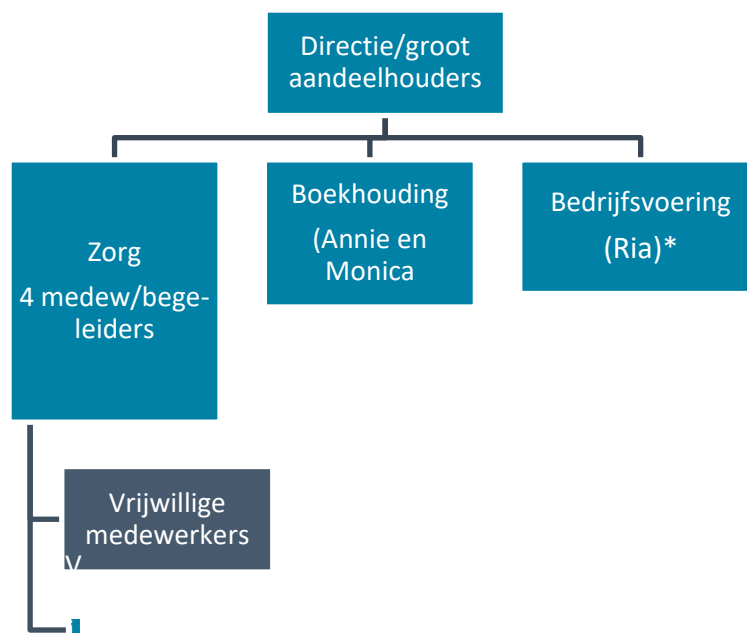 Directie/groot
aandeelhouders
Zorg
4 medew/bege-
leiders
Boekhouding
(Annie en
Monica
Bedrijfsvoering
(Ria)*
Vrijwillige
medewerkers
V